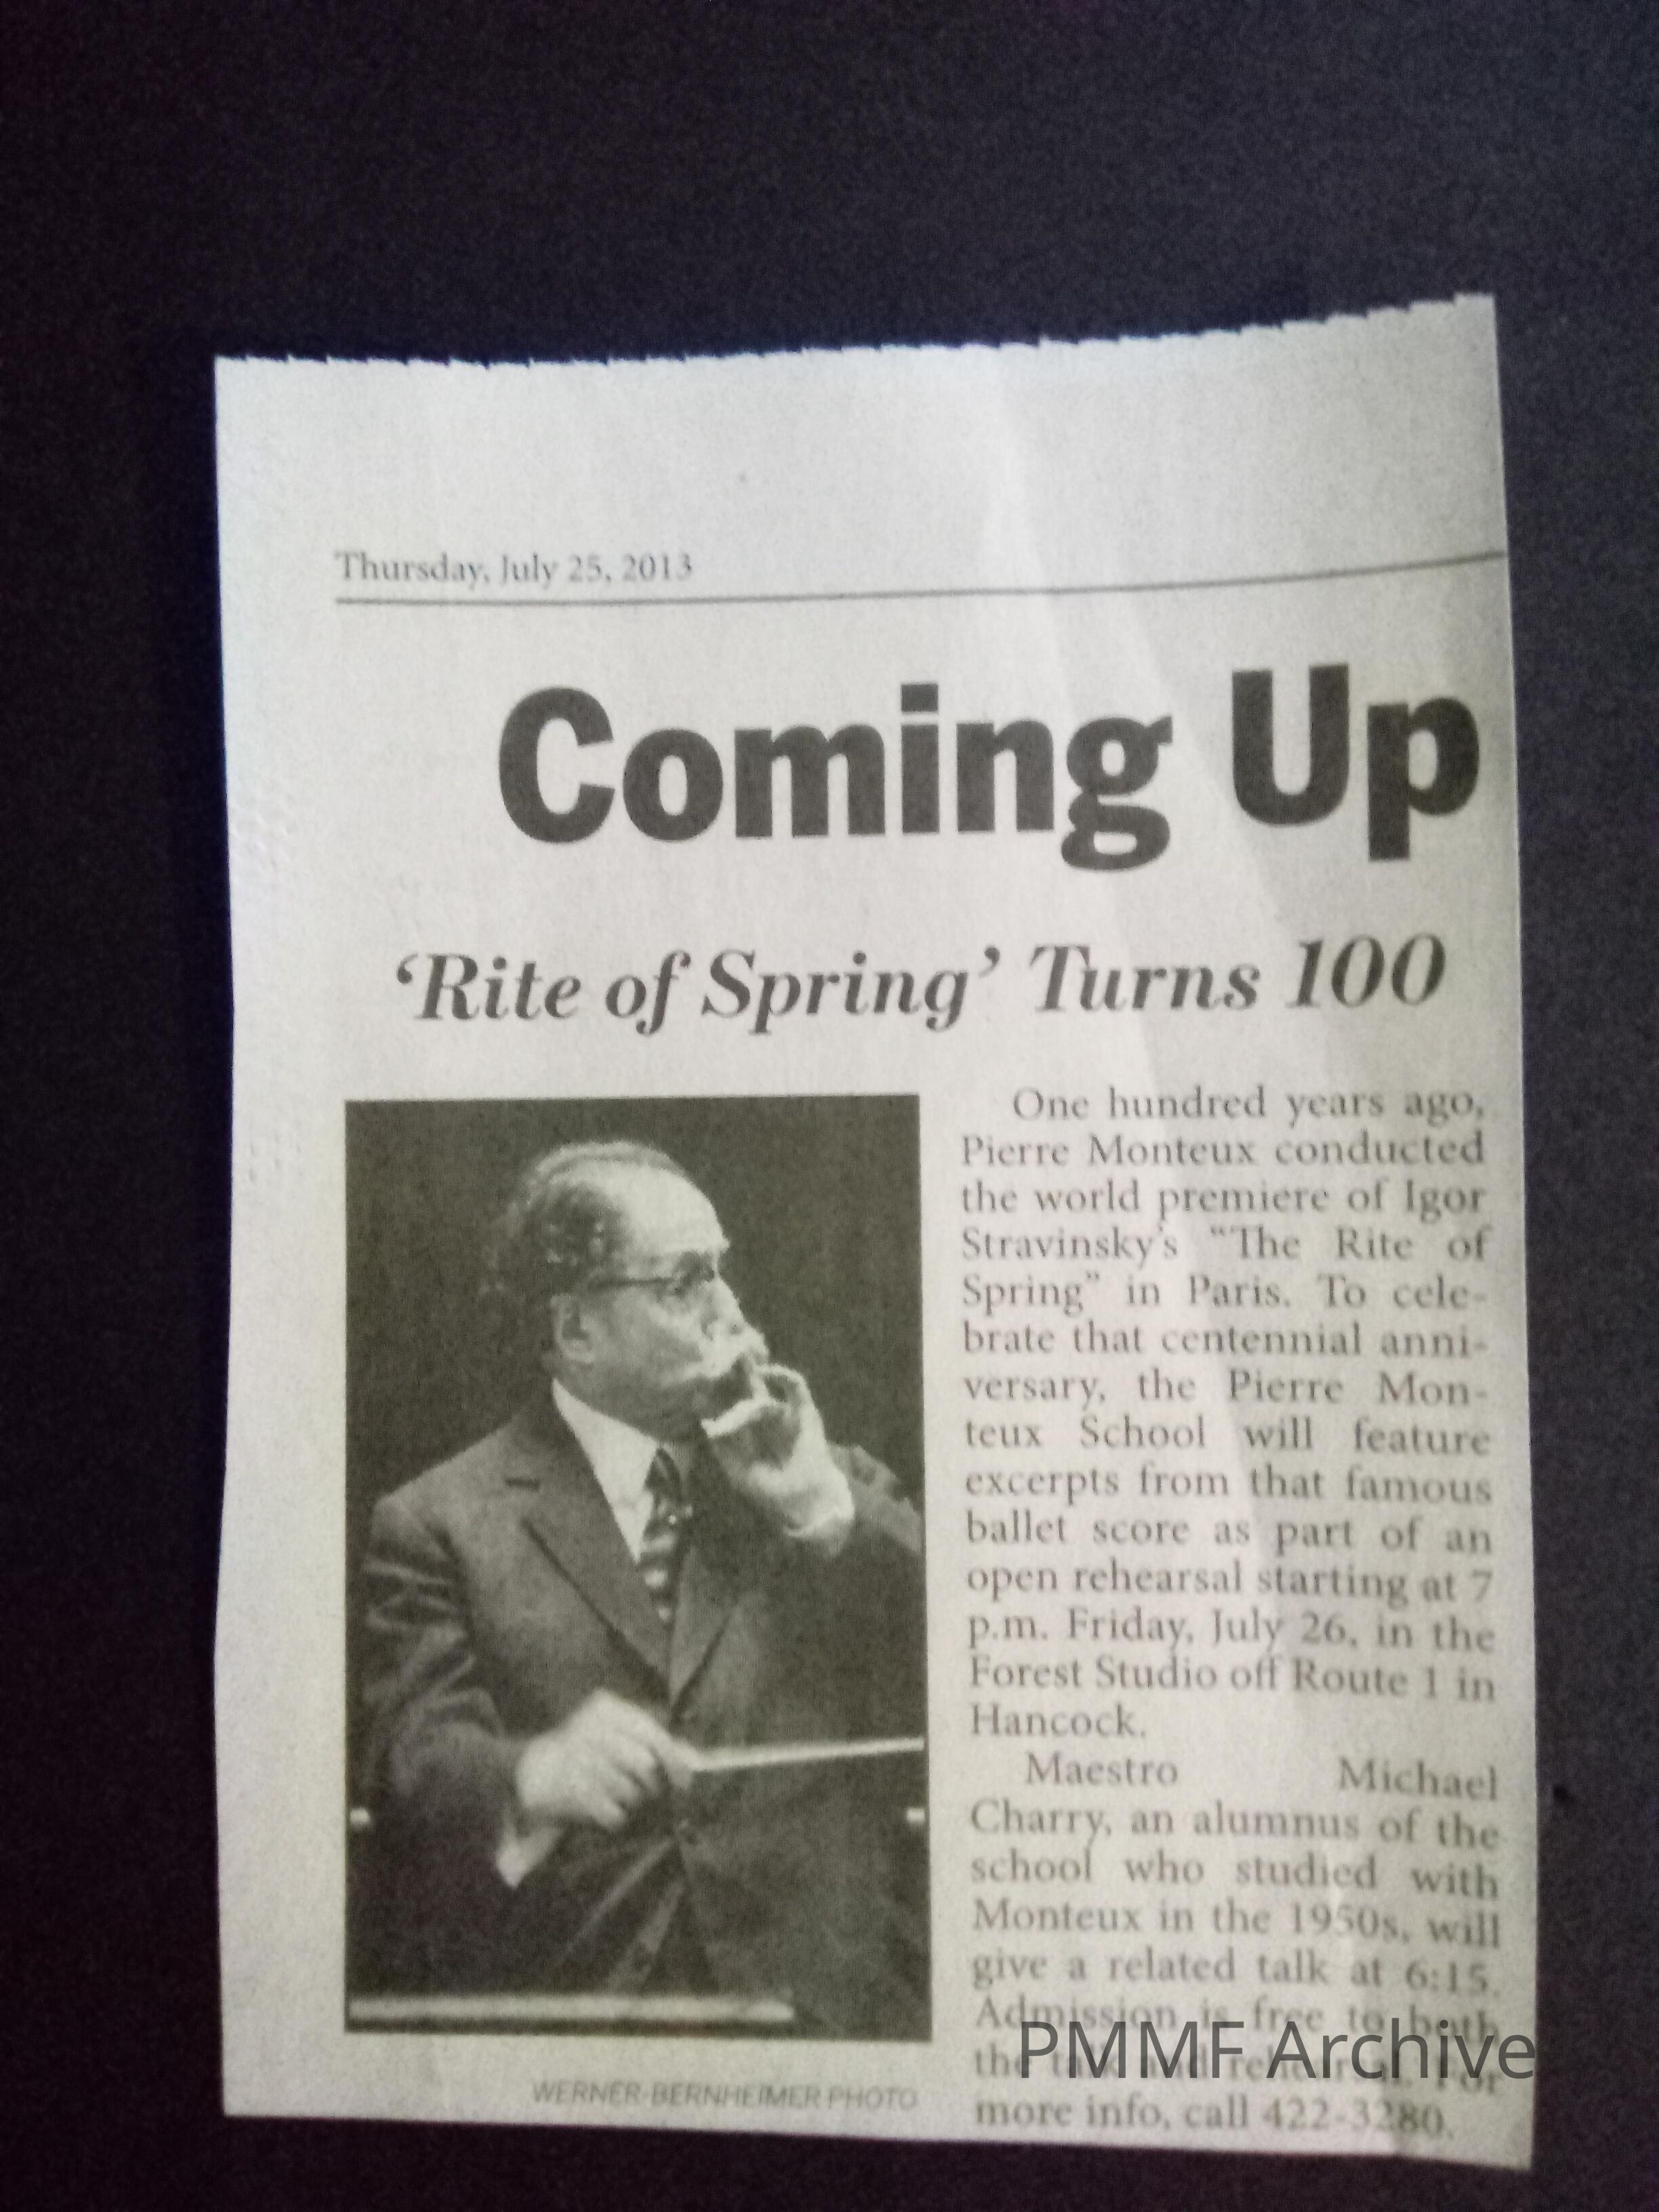 Thursday, July 25, 2013
Coming Up
‘Rite of Spring’ Turns 100
One hundred years ago,
Pierre Monteux conducted
the world premiere of Igor
Stravinsky's “The Rite of
Spring” in Paris. To cele-
brate that centennial anni-
versary, the Pierre Mon-
teux School will feature
excerpts from that famous
ballet score as part of an
open rehearsal starting at 7
p.m. Friday, July 26, in the
Forest Studio off Route 1 in
Hancock.
Maestro Michael
Charry, an alumnus of the
school who studied with
Monteux in the 1950s, will
give a related talk at 6:15.
Admission is free to both
the talk and rehearsal. For
more info, call 422-3280.
WERNER-BERNHEIMER PHOTO
PMMF Archive